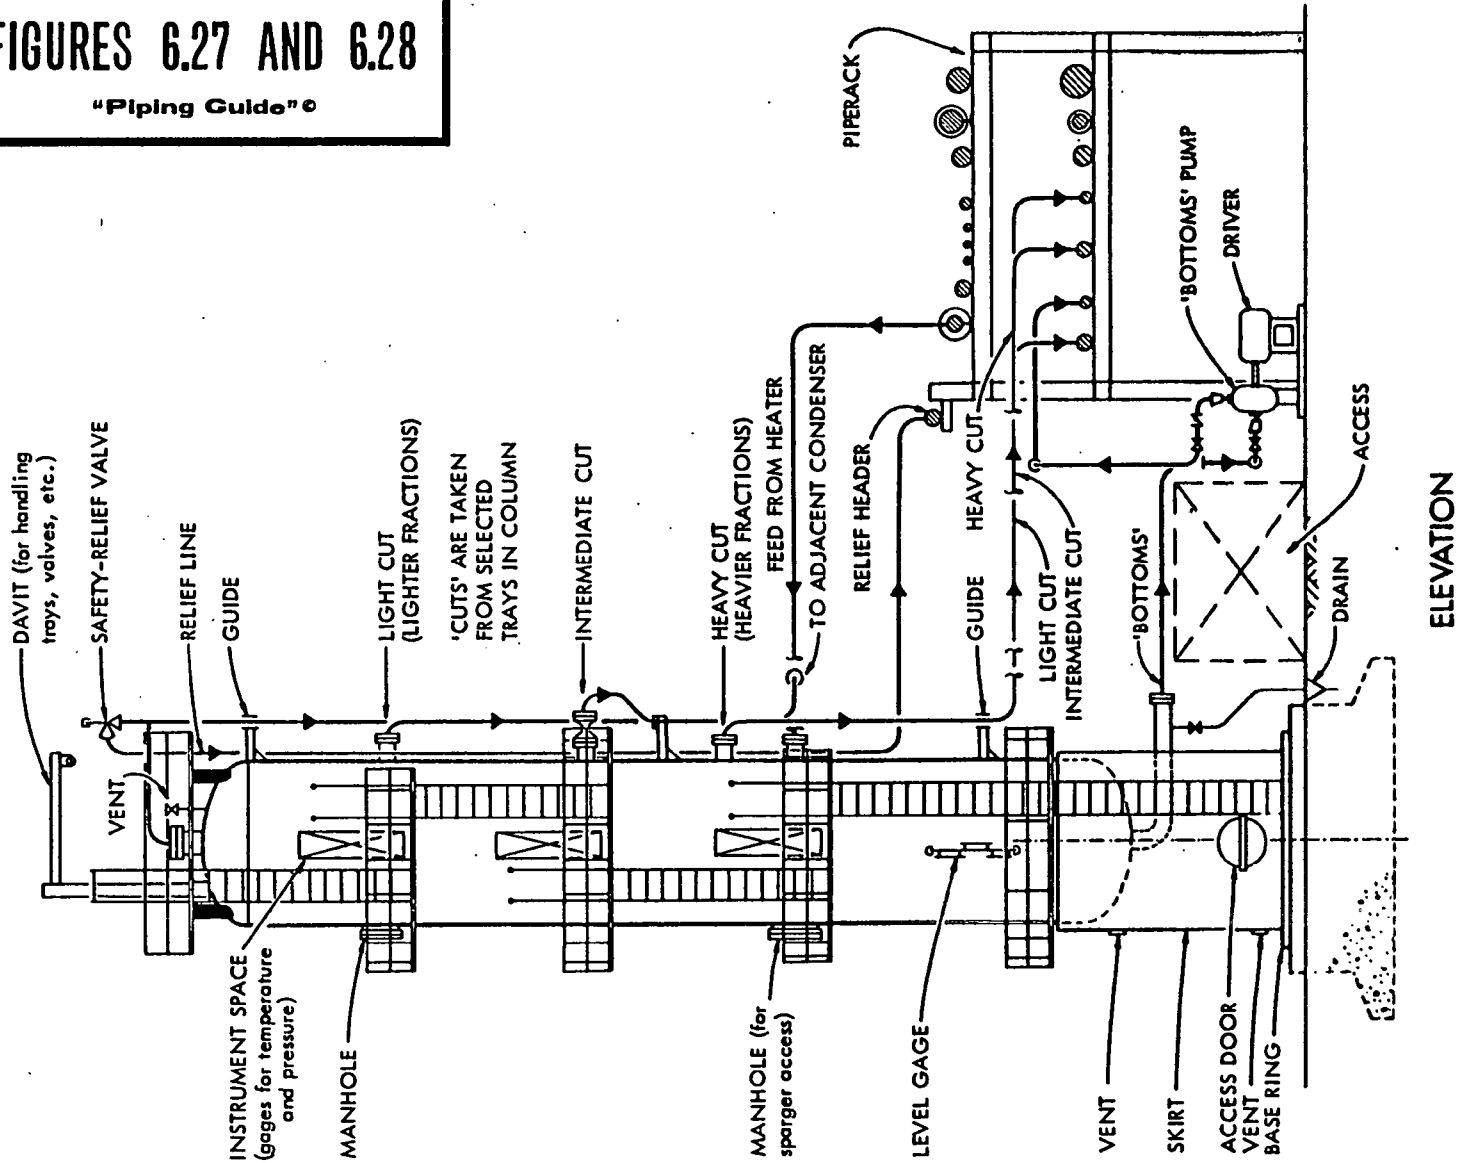 FIGURES 6.27 AND 6.28
"Piping Guide"©
DAVIT (for handling
trays, valves, etc.)
SAFETY-RELIEF VALVE
RELIEF LINE
GUIDE
LIGHT CUT
(LIGHTER FRACTIONS)
'CUTS' ARE TAKEN
FROM SELECTED
TRAYS IN COLUMN
INTERMEDIATE CUT
HEAVY CUT
(HEAVIER FRACTIONS)
FEED FROM HEATER
TO ADJACENT CONDENSER
RELIEF HEADER
PIPERACK
HEAVY CUT
GUIDE
LIGHT CUT
INTERMEDIATE CUT
'BOTTOMS'
'BOTTOMS' PUMP
DRIVER
ACCESS
DRAIN
VENT
INSTRUMENT SPACE
(gages for temperature
and pressure)
MANHOLE
MANHOLE (for
sparger access)
LEVEL GAGE
VENT
SKIRT
ACCESS DOOR
VENT
BASE RING
ELEVATION